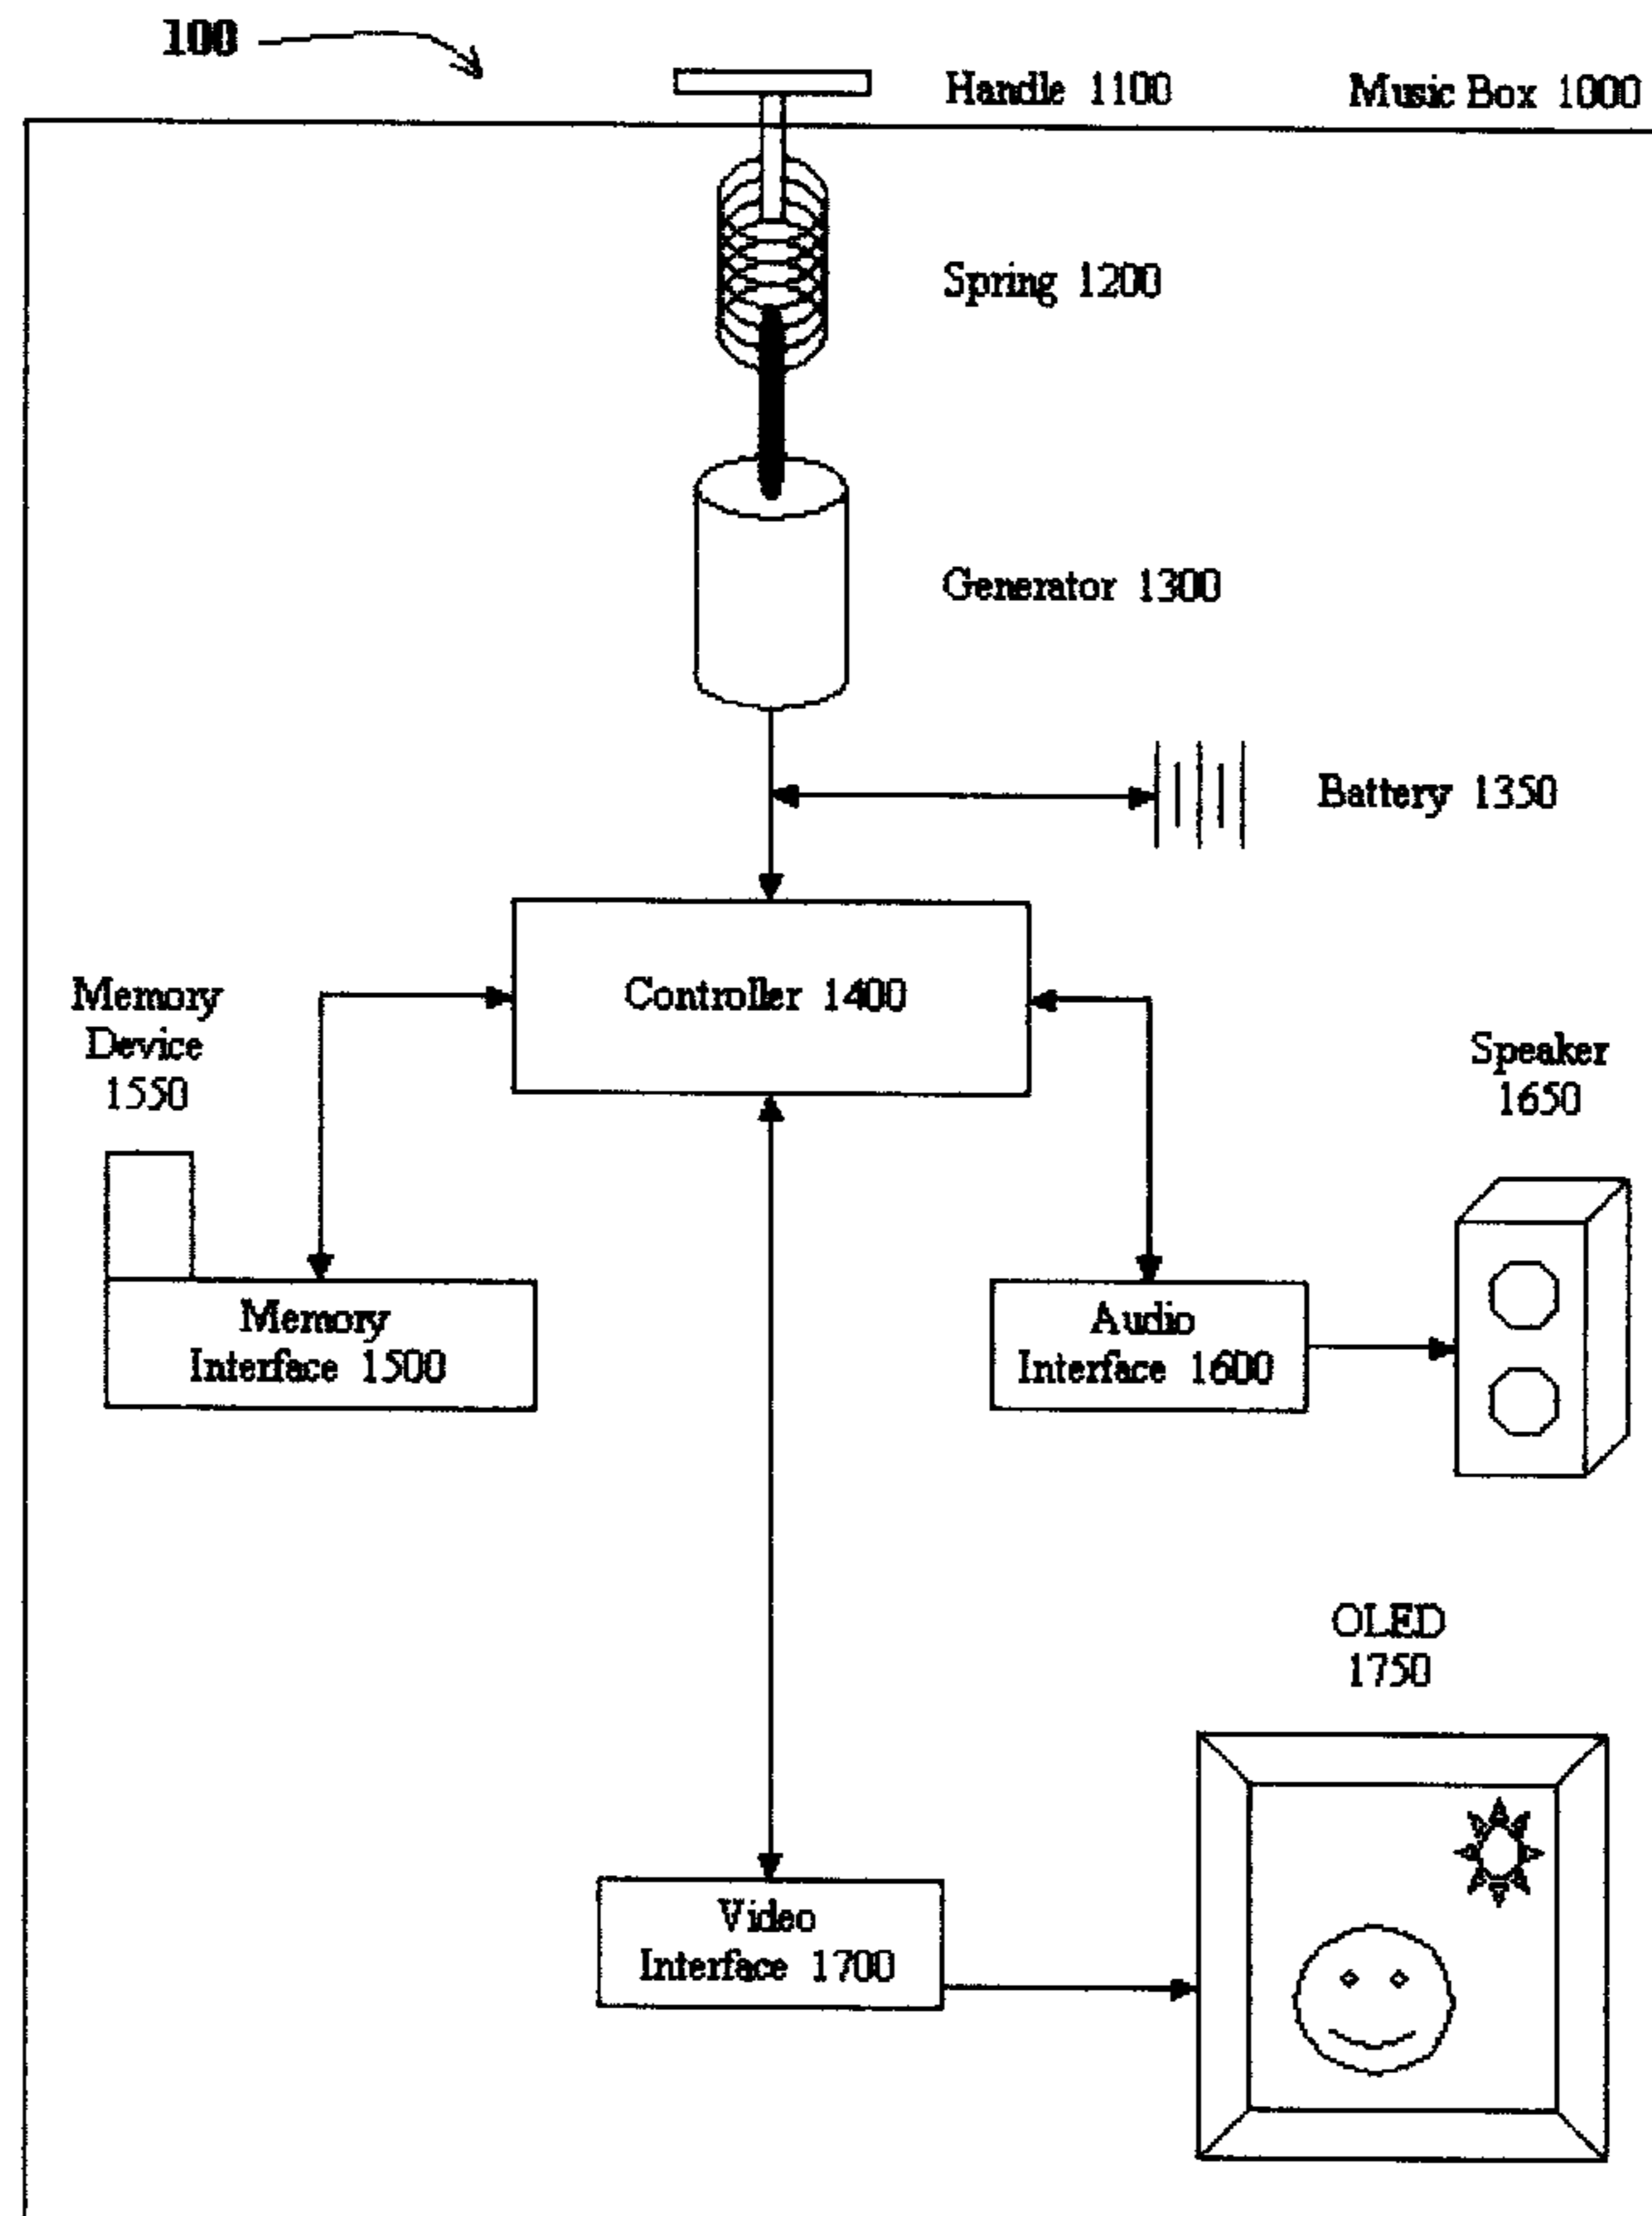 100
Handle 1100
Music Box 1000
Spring 1200
Generator 1300
Battery 1350
Controller 1400
Memory
Device
1550
Speaker
1650
Memory
Interface 1500
Audio
Interface 1600
OLED
1750
Video
Interface 1700